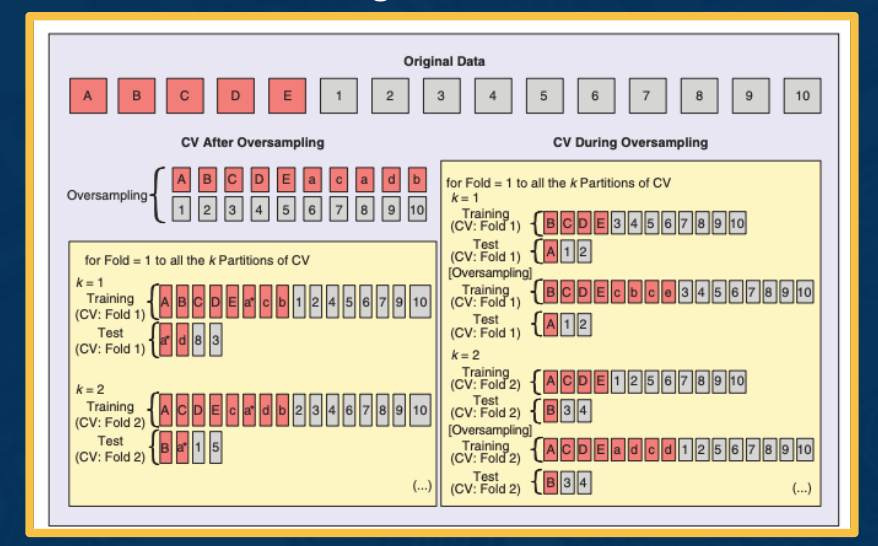 Original Data
A B C D E 1 2 3 4 5 6 7 8 9 10
CV After Oversampling
Oversampling
A B C D E a c a d b
1 2 3 4 5 6 7 8 9 10
for Fold = 1 to all the k Partitions of CV
k = 1
Training
(CV: Fold 1)
A B C D E a* c b 1 2 4 5 6 7 9 10
Test
(CV: Fold 1)
a* d 8 3
k = 2
Training
(CV: Fold 2)
A C D E c a* d b 2 3 4 6 7 8 9 10
Test
(CV: Fold 2)
B a* 1 5
(...)
CV During Oversampling
for Fold = 1 to all the k Partitions of CV
k = 1
Training
(CV: Fold 1)
B C D E 3 4 5 6 7 8 9 10
Test
(CV: Fold 1)
A 1 2
[Oversampling]
Training
(CV: Fold 1)
B C D E c b c e 3 4 5 6 7 8 9 10
Test
(CV: Fold 1)
A 1 2
k = 2
Training
(CV: Fold 2)
A C D E 1 2 5 6 7 8 9 10
Test
(CV: Fold 2)
B 3 4
[Oversampling]
Training
(CV: Fold 2)
A C D E a d c d 1 2 5 6 7 8 9 10
Test
(CV: Fold 2)
B 3 4
(...)